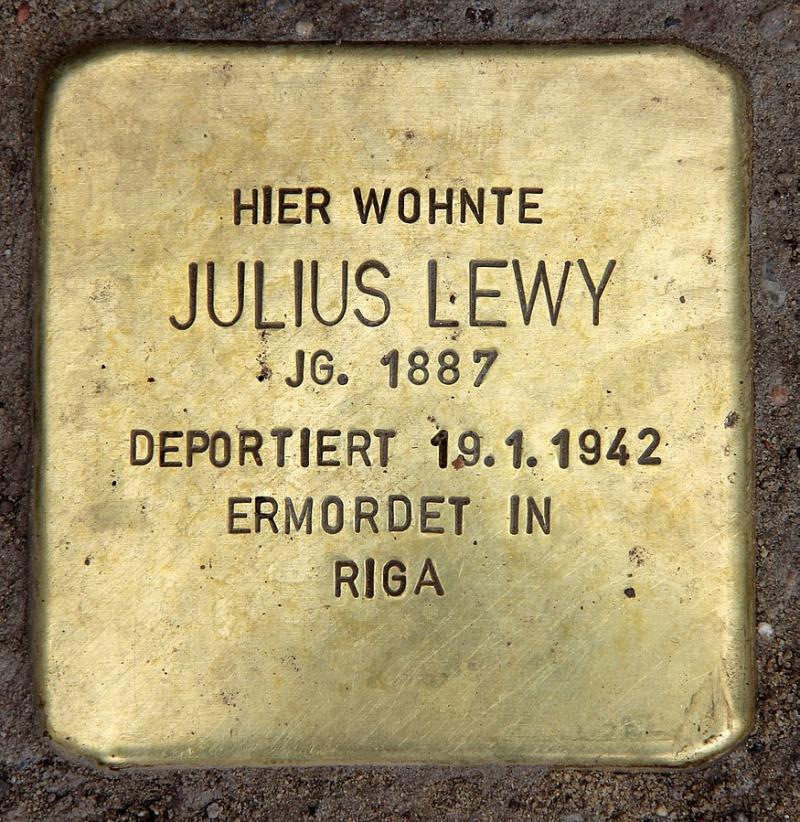 HIER WOHNTE
JULIUS LEWY
JG. 1887
DEPORTIERT 19.1.1942
ERMORDET IN
RIGA